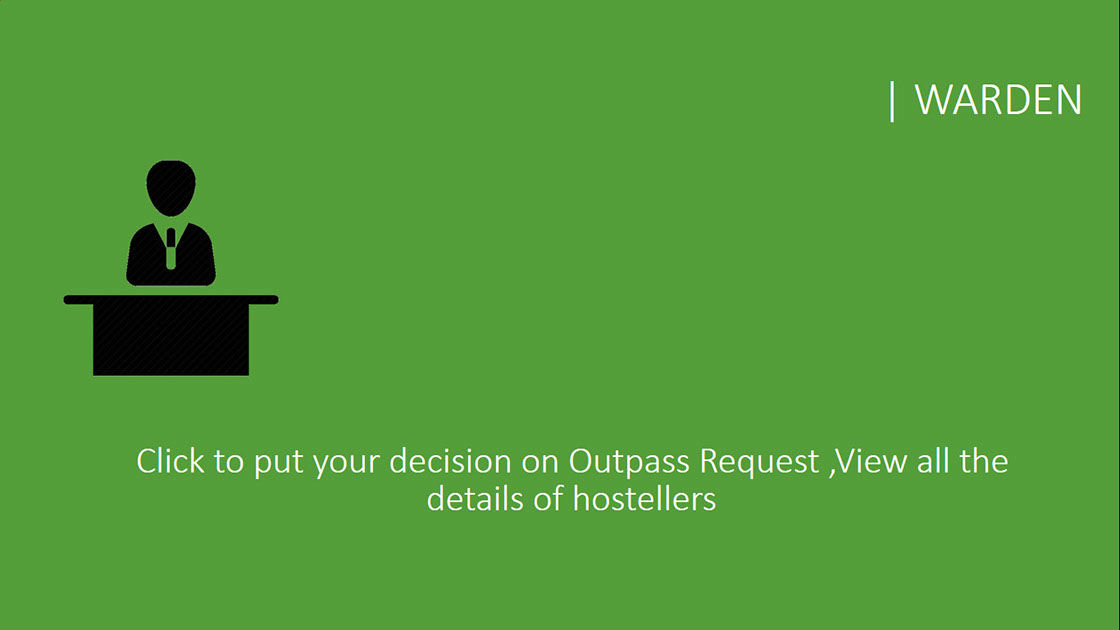 | WARDEN
Click to put your decision on Outpass Request ,View all the
details of hostellers